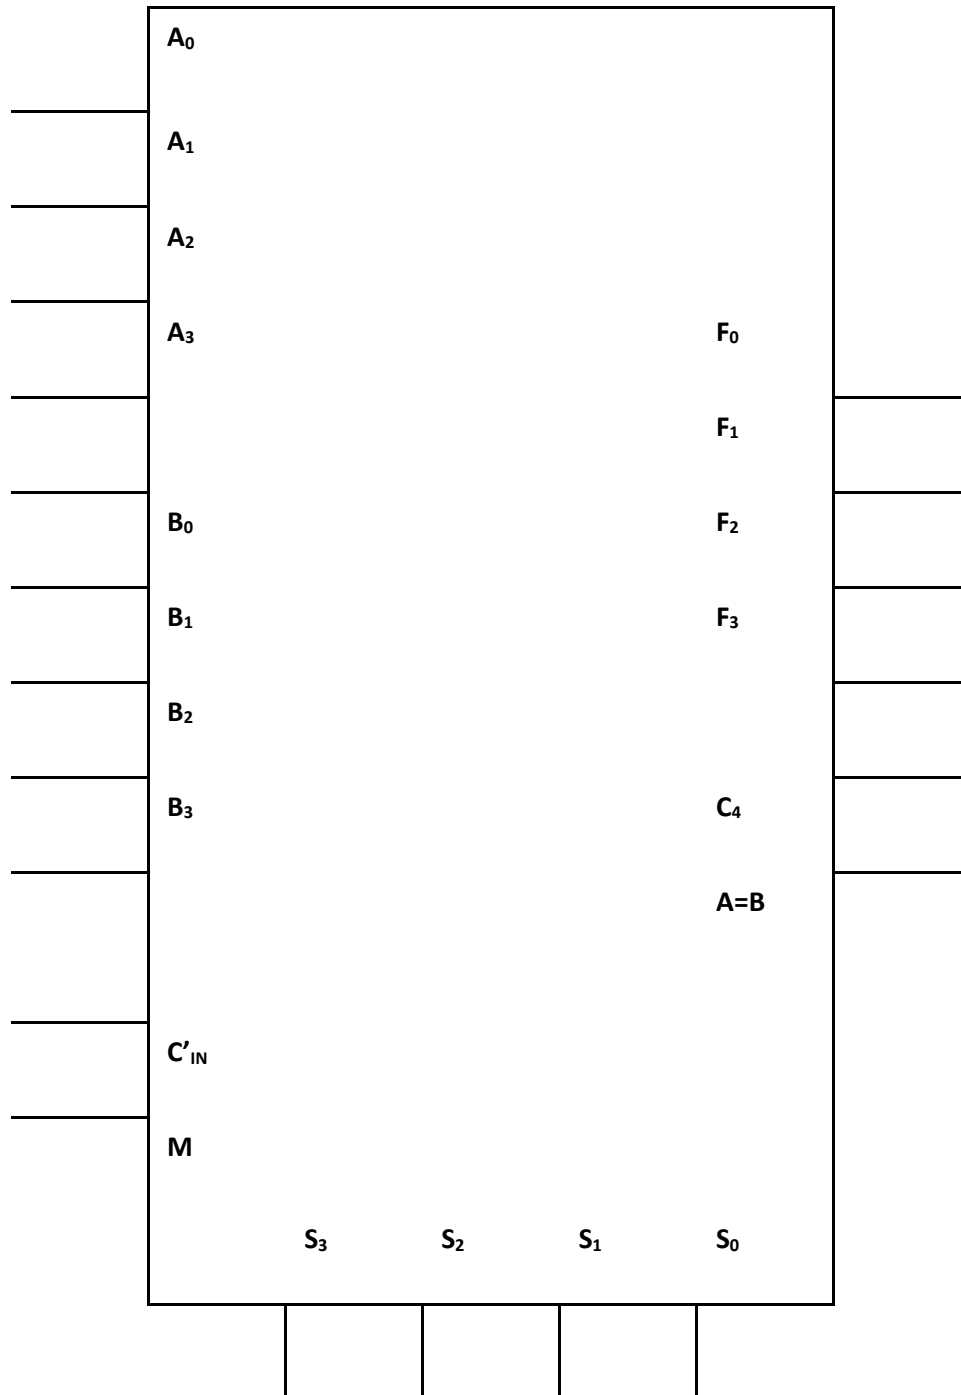 A₀
A₁
A₂
A₃ F₀
F₁
B₀ F₂
B₁ F₃
B₂
B₃ C₄
A=B
C’IN
M
S₃ S₂ S₁ S₀